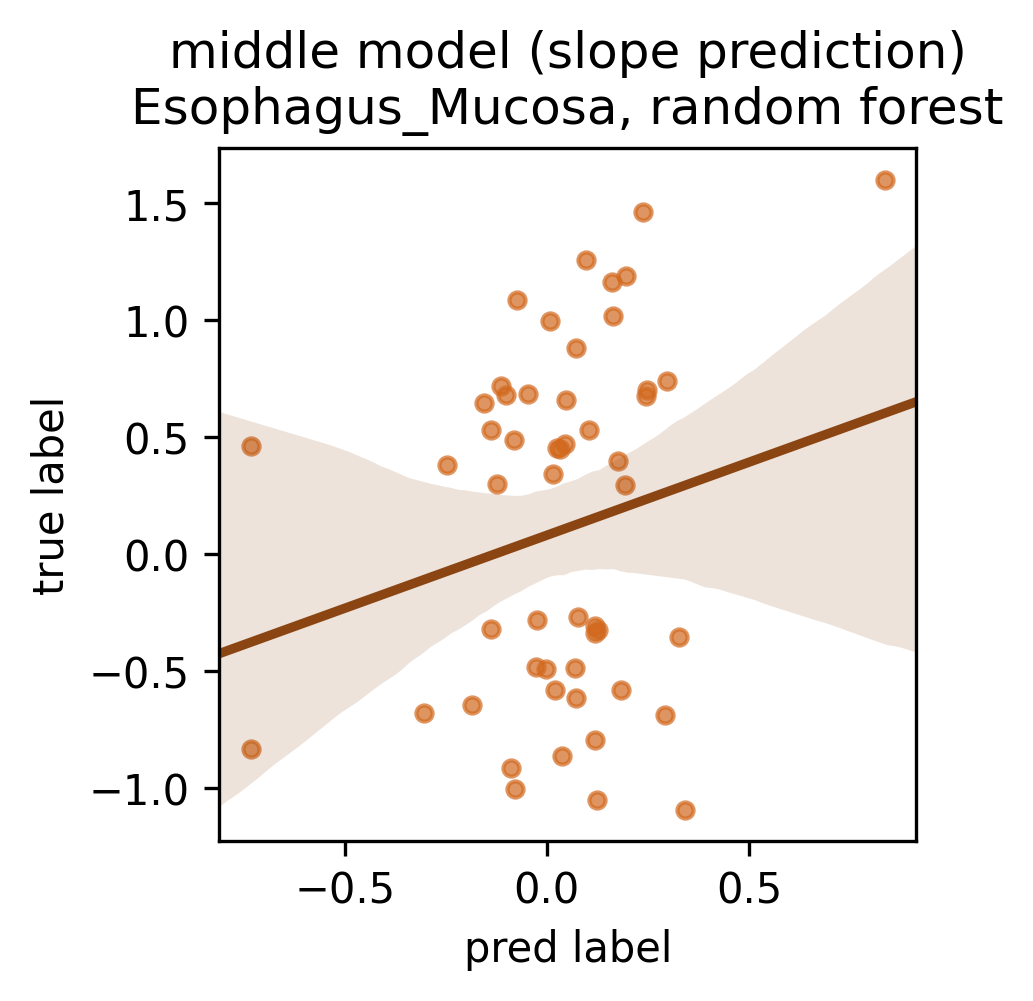 middle model (slope prediction)
Esophagus_Mucosa, random forest
true label
1.5
1.0
0.5
0.0
−0.5
−1.0
−0.5 0.0 0.5
pred label